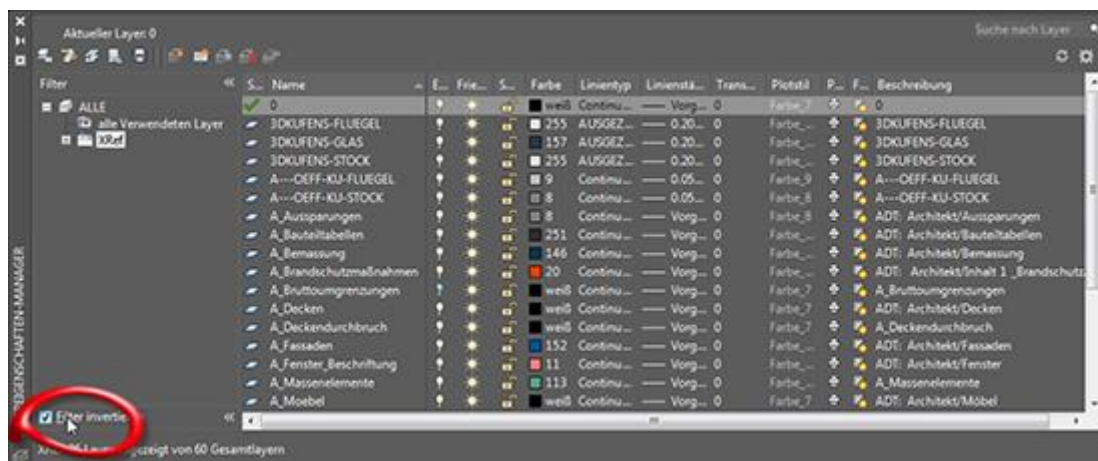 Aktueller Layer: 0
Suche nach Layer
Filter
S... Name E... Frie... S... Farbe Linientyp Linienstä... Trans... Plotstil P... F... Beschreibung
ALLE
alle Verwendeten Layer
XRef
0 weiß Continu... Vorg... 0 Farbe_7 0
3DKUFENS-FLUEGEL 255 AUSGEZ... 0.20... 0 Farbe_... 3DKUFENS-FLUEGEL
3DKUFENS-GLAS 157 AUSGEZ... 0.20... 0 Farbe_... 3DKUFENS-GLAS
3DKUFENS-STOCK 255 AUSGEZ... 0.20... 0 Farbe_... 3DKUFENS-STOCK
A---OEFF-KU-FLUEGEL 9 Continu... 0.05... 0 Farbe_9 A---OEFF-KU-FLUEGEL
A---OEFF-KU-STOCK 8 Continu... 0.05... 0 Farbe_8 A---OEFF-KU-STOCK
A_Aussparungen 8 Continu... Vorg... 0 Farbe_8 ADT: Architekt/Aussparungen
A_Bauteiltabellen 251 Continu... Vorg... 0 Farbe_... ADT: Architekt/Bauteiltabellen
A_Bemassung 146 Continu... Vorg... 0 Farbe_... ADT: Architekt/Bemassung
A_Brandschutzmaßnahmen 20 Continu... Vorg... 0 Farbe_... ADT: Architekt/Inhalt 1 _Brandschutz
A_Bruttoumgrenzungen weiß Continu... Vorg... 0 Farbe_7 A_Bruttoumgrenzungen
A_Decken weiß Continu... Vorg... 0 Farbe_7 ADT: Architekt/Decken
A_Deckendurchbruch weiß Continu... Vorg... 0 Farbe_7 A_Deckendurchbruch
A_Fassaden 152 Continu... Vorg... 0 Farbe_... ADT: Architekt/Fassaden
A_Fenster_Beschriftung 11 Continu... Vorg... 0 Farbe_... ADT: Architekt/Fenster
A_Massenelemente 113 Continu... Vorg... 0 Farbe_... A_Massenelemente
A_Moebel weiß Continu... Vorg... 0 Farbe_7 ADT: Architekt/Möbel
Filter invertie
von 60 Gesamtlayern
EIGENSCHAFTEN-MANAGER